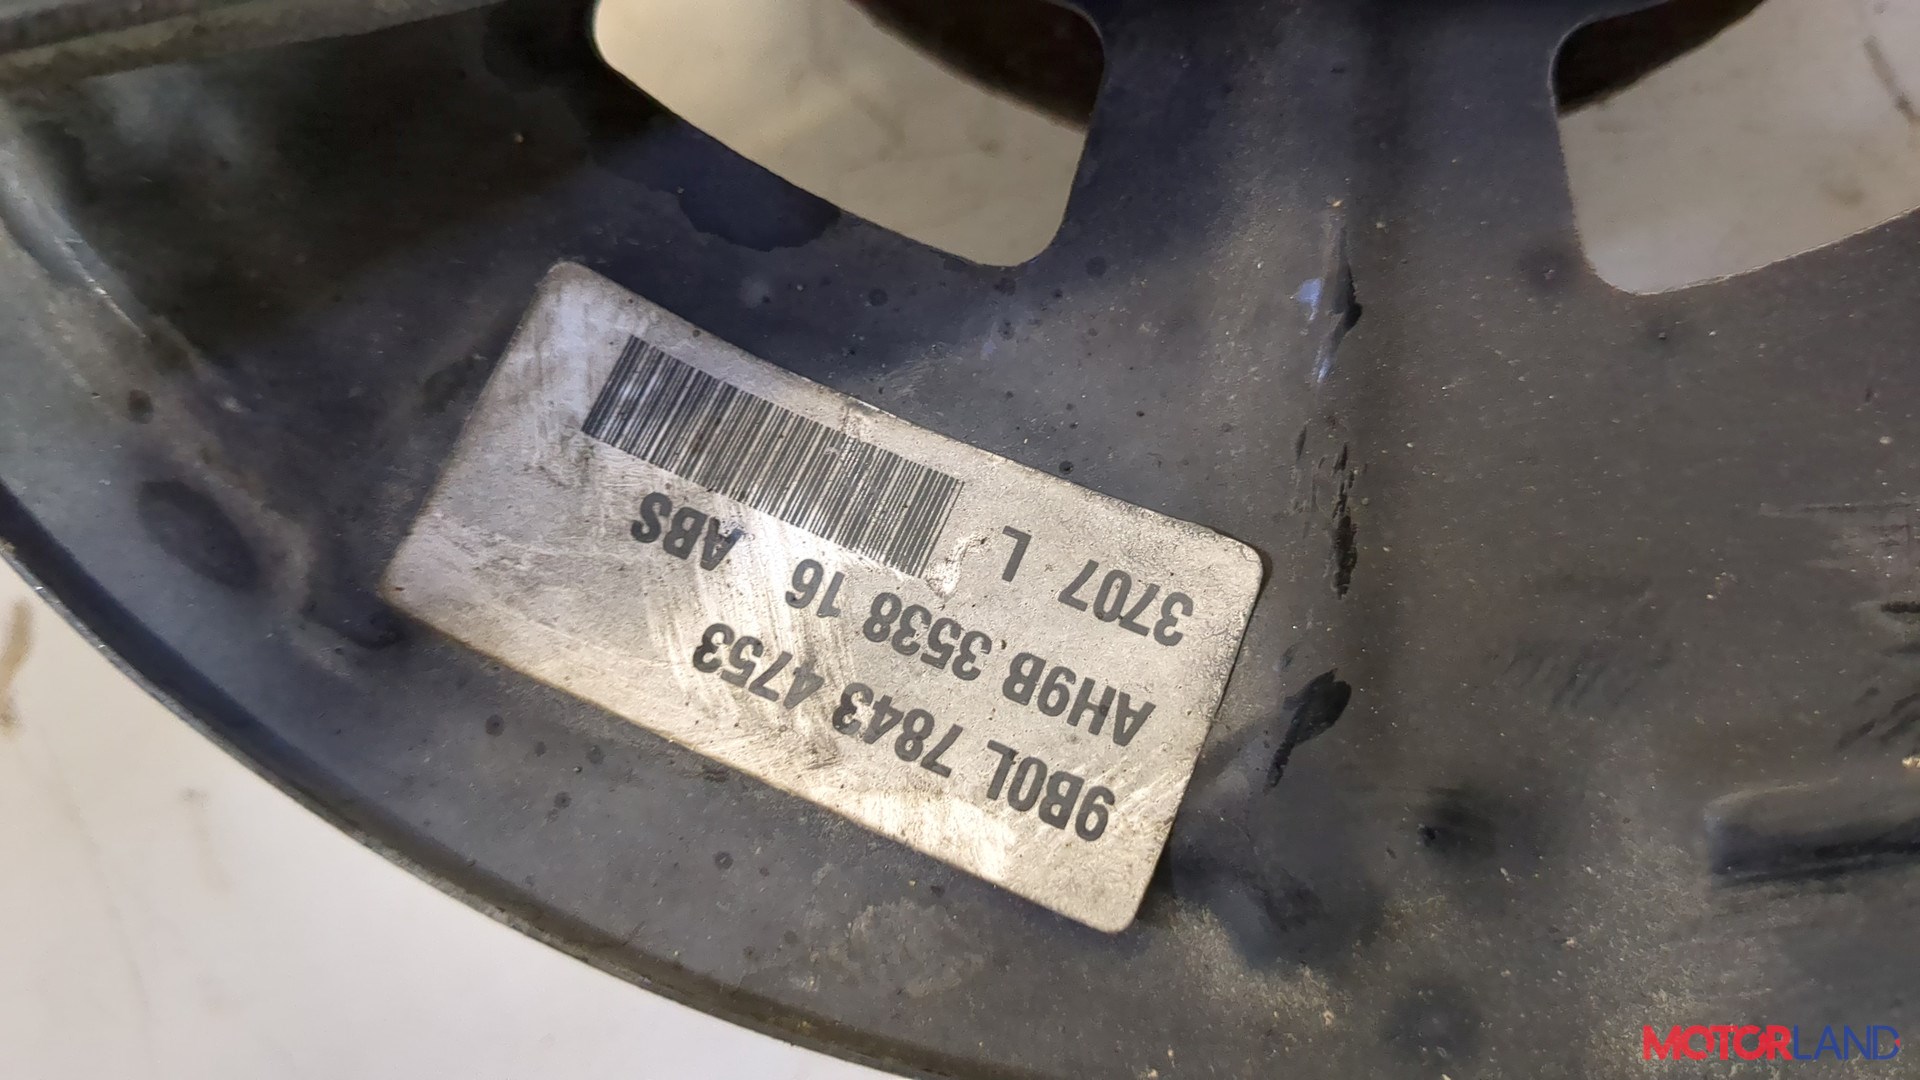 9B0L 7843 4753
AH9B 3538 16 ABS
3707 L
MOTORLAND